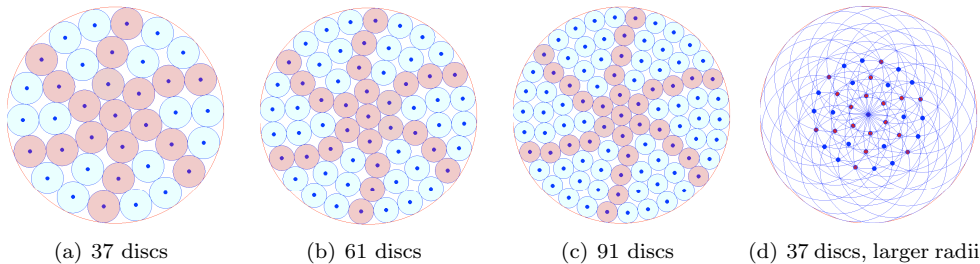 (a) 37 discs
(b) 61 discs
(c) 91 discs
(d) 37 discs, larger radii